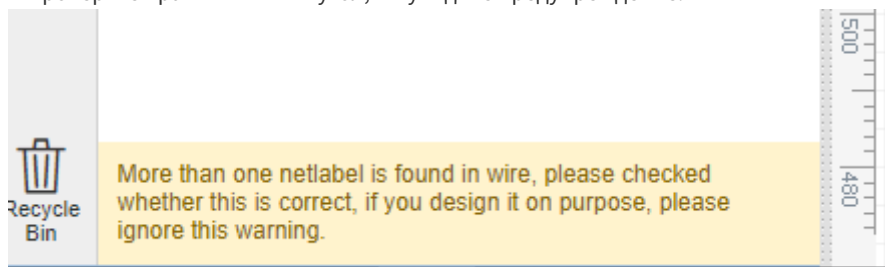 500
More than one netlabel is found in wire, please checked
whether this is correct, if you design it on purpose, please
ignore this warning.
Recycle
Bin
480